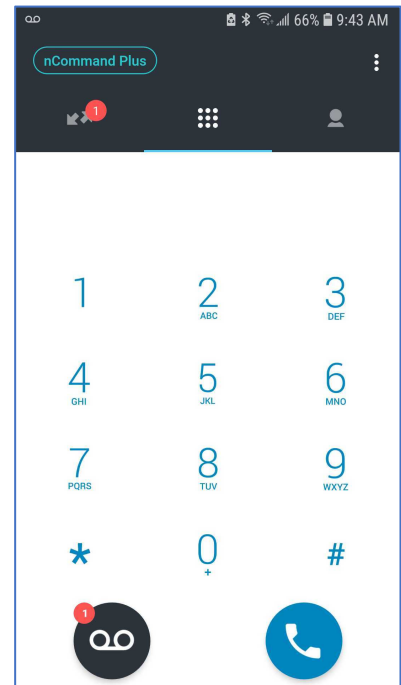 66% 9:43 AM
nCommand Plus
1
1 2 3
ABC DEF
4 5 6
GHI JKL MNO
7 8 9
PQRS TUV WXYZ
* 0 #
+
1